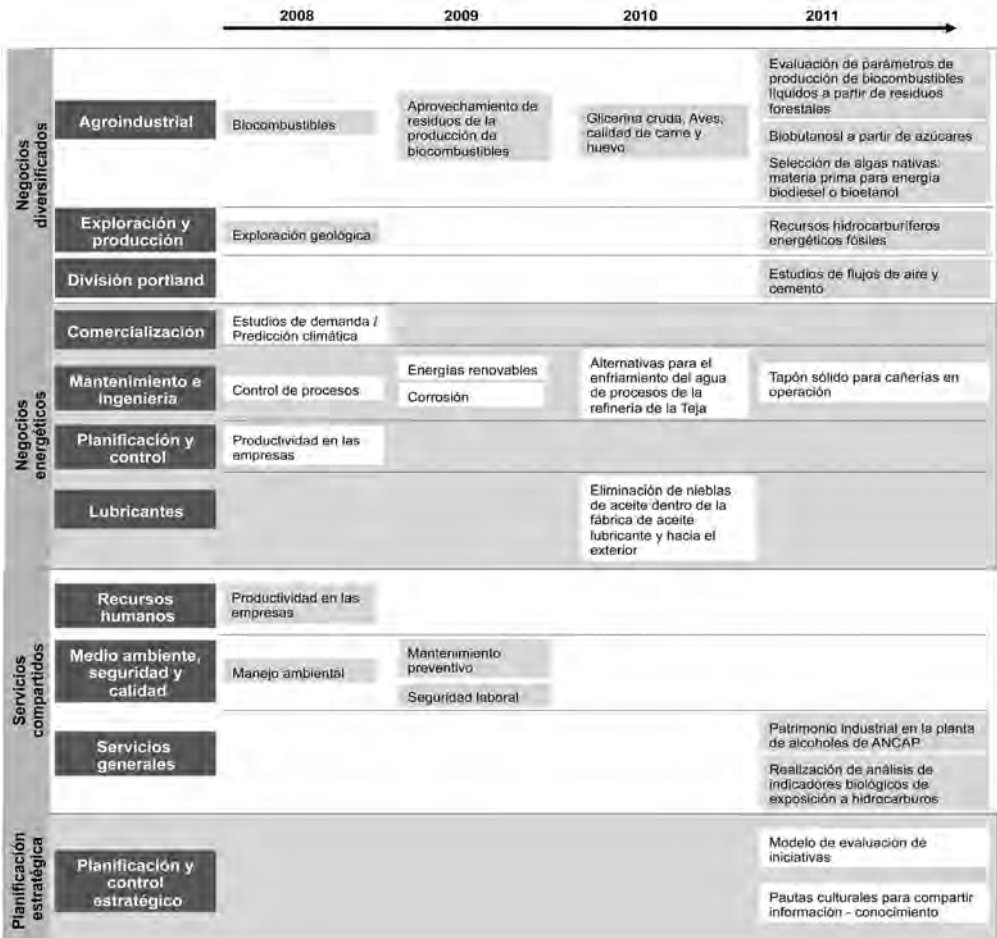 2008
2009
2010
2011
Negocios
diversificados
Agroindustrial
Biocombustibles
Aprovechamiento de
residuos de la
producción de
biocombustibles
Glicerina cruda, Aves,
calidad de carne y
huevo
Evaluación de parámetros de
producción de biocombustibles
líquidos a partir de residuos
forestales
Biobutanosl a partir de azúcares
Selección de algas nativas:
materia prima para energía
biodiesel o bioetanol
Exploración y
producción
Exploración geológica
Recursos hidrocarburíferos
energéticos fósiles
División portland
Estudios de flujos de aire y
cemento
Negocios
energéticos
Comercialización
Estudios de demanda /
Predicción climática
Mantenimiento e
ingeniería
Control de procesos
Energías renovables
Corrosión
Alternativas para el
enfriamiento del agua
de procesos de la
refinería de la Teja
Tapón sólido para cañerías en
operación
Planificación y
control
Productividad en las
empresas
Lubricantes
Eliminación de nieblas
de aceite dentro de la
fábrica de aceite
lubricante y hacia el
exterior
Servicios
compartidos
Recursos
humanos
Productividad en las
empresas
Medio ambiente,
seguridad y
calidad
Manejo ambiental
Mantenimiento
preventivo
Seguridad laboral
Servicios
generales
Patrimonio industrial en la planta
de alcoholes de ANCAP
Realización de análisis de
indicadores biológicos de
exposición a hidrocarburos
Planificación
estratégica
Planificación y
control
estratégico
Modelo de evaluación de
iniciativas
Pautas culturales para compartir
información - conocimiento